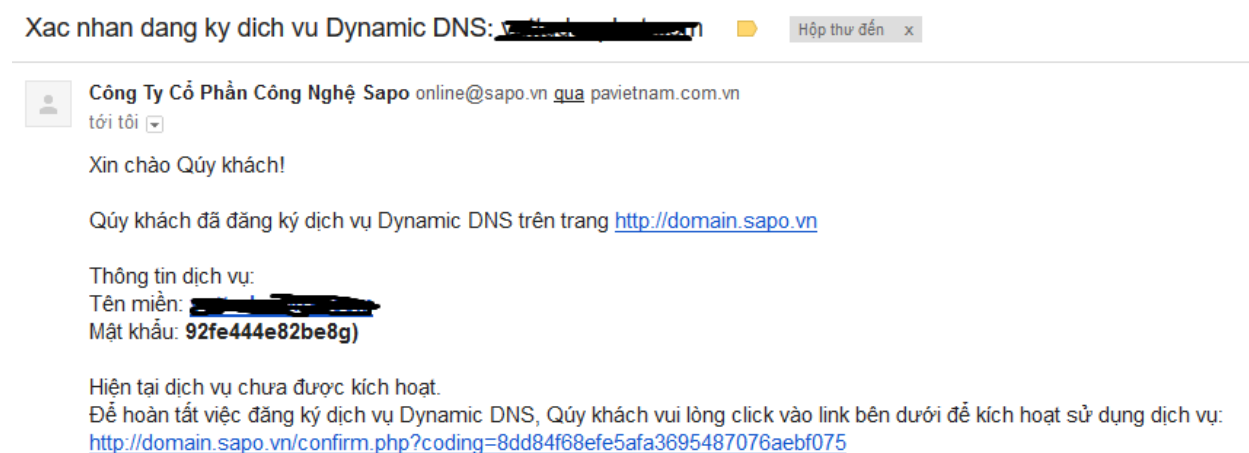 Xac nhan dang ky dich vu Dynamic DNS:
Hộp thư đến x
Công Ty Cổ Phần Công Nghệ Sapo online@sapo.vn qua pavietnam.com.vn
tới tôi
Xin chào Qúy khách!
Qúy khách đã đăng ký dịch vụ Dynamic DNS trên trang http://domain.sapo.vn
Thông tin dịch vụ:
Tên miền:
Mật khẩu: 92fe444e82be8g)
Hiện tại dịch vụ chưa được kích hoạt.
Để hoàn tất việc đăng ký dịch vụ Dynamic DNS, Qúy khách vui lòng click vào link bên dưới để kích hoạt sử dụng dịch vụ:
http://domain.sapo.vn/confirm.php?coding=8dd84f68efe5afa3695487076aebf075